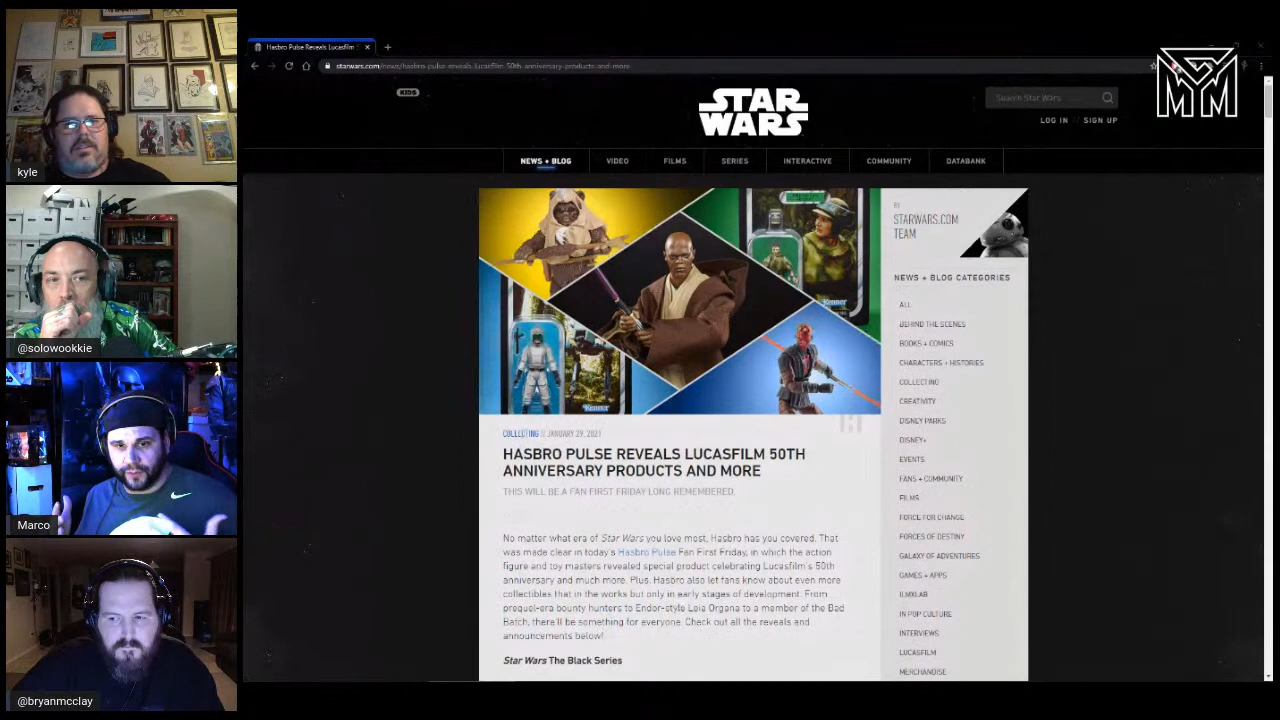 kyle
@solowookkie
Marco
@bryanmcclay
Hasbro Pulse Reveals Lucasfilm
starwars.com/news/hasbro-pulse-reveals-lucasfilm-50th-anniversary-products-and-more
KIDS
STAR
WARS
Search Star Wars
LOG IN // SIGN UP
NEWS + BLOG
VIDEO
FILMS
SERIES
INTERACTIVE
COMMUNITY
DATABANK
Kenner
Kenner
COLLECTING // JANUARY 29, 2021
HASBRO PULSE REVEALS LUCASFILM 50TH
ANNIVERSARY PRODUCTS AND MORE
THIS WILL BE A FAN FIRST FRIDAY LONG REMEMBERED.
No matter what era of Star Wars you love most, Hasbro has you covered. That
was made clear in today's Hasbro Pulse Fan First Friday, in which the action
figure and toy masters revealed special product celebrating Lucasfilm's 50th
anniversary and much more. Plus, Hasbro also let fans know about even more
collectibles that in the works but only in early stages of development. From
prequel-era bounty hunters to Endor-style Leia Organa to a member of the Bad
Batch, there'll be something for everyone. Check out all the reveals and
announcements below!
Star Wars The Black Series
BY
STARWARS.COM
TEAM
NEWS + BLOG CATEGORIES
ALL
BEHIND THE SCENES
BOOKS + COMICS
CHARACTERS + HISTORIES
COLLECTING
CREATIVITY
DISNEY PARKS
DISNEY+
EVENTS
FANS + COMMUNITY
FILMS
FORCE FOR CHANGE
FORCES OF DESTINY
GALAXY OF ADVENTURES
GAMES + APPS
ILMXLAB
IN POP CULTURE
INTERVIEWS
LUCASFILM
MERCHANDISE